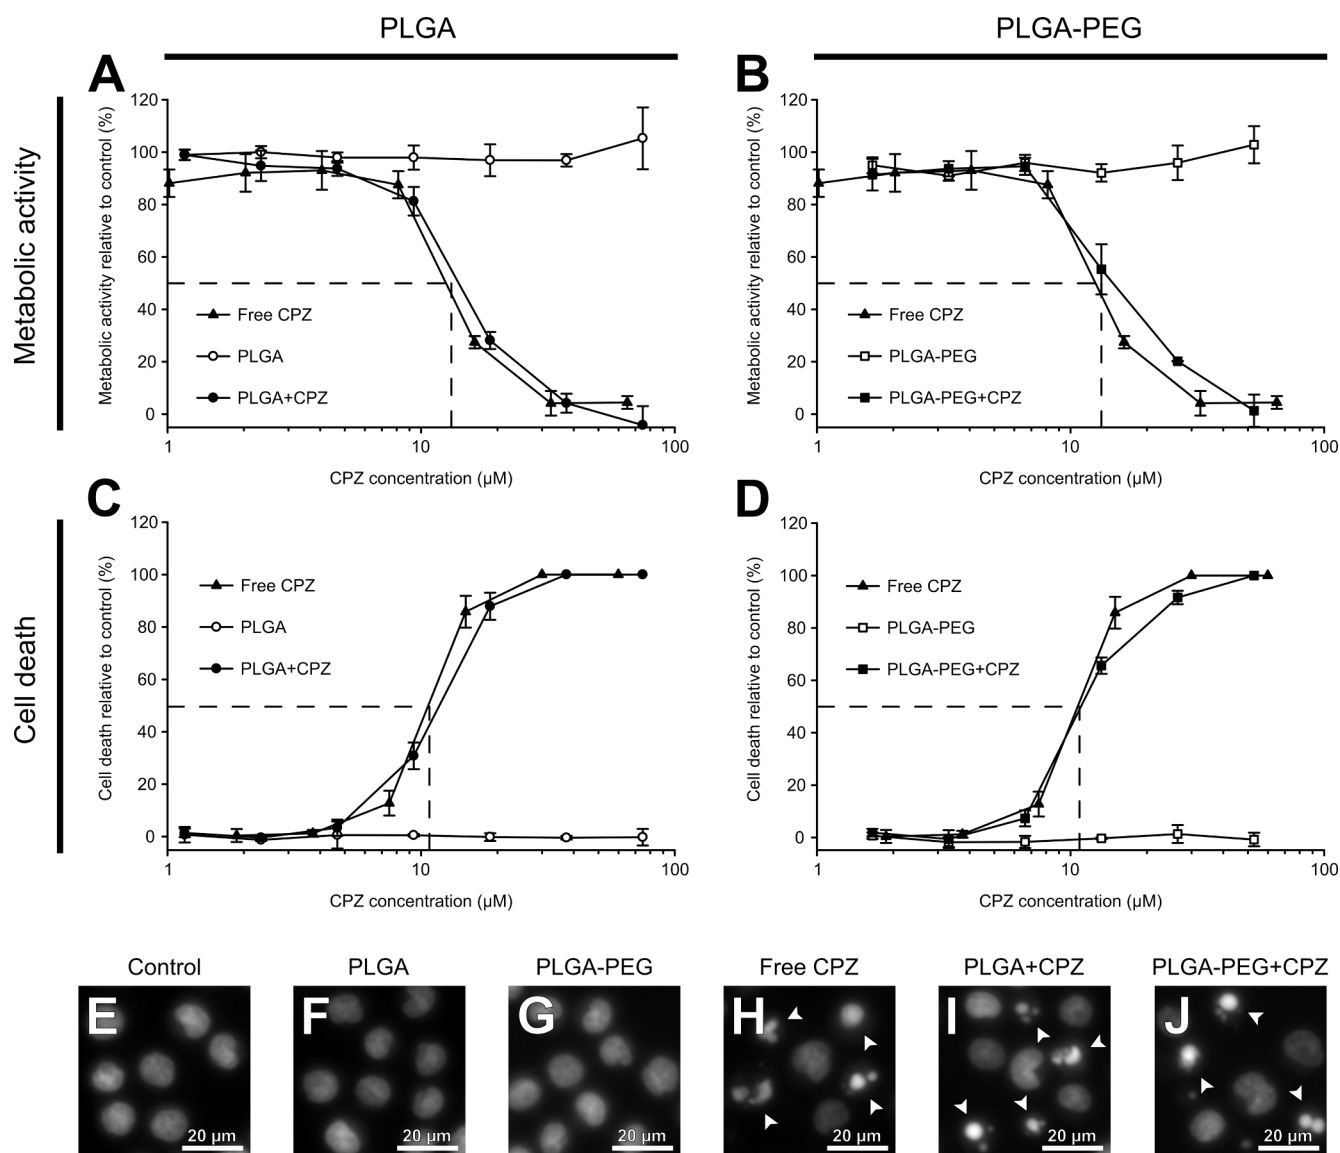 PLGA
PLGA-PEG
Metabolic activity
A
Metabolic activity relative to control (%)
120
100
80
60
40
20
0
Free CPZ
PLGA
PLGA+CPZ
1
10
100
CPZ concentration (µM)
B
Metabolic activity relative to control (%)
120
100
80
60
40
20
0
Free CPZ
PLGA-PEG
PLGA-PEG+CPZ
1
10
100
CPZ concentration (µM)
Cell death
C
Cell death relative to control (%)
120
100
80
60
40
20
0
Free CPZ
PLGA
PLGA+CPZ
1
10
100
CPZ concentration (µM)
D
Cell death relative to control (%)
120
100
80
60
40
20
0
Free CPZ
PLGA-PEG
PLGA-PEG+CPZ
1
10
100
CPZ concentration (µM)
Control
PLGA
PLGA-PEG
Free CPZ
PLGA+CPZ
PLGA-PEG+CPZ
E
20 µm
F
20 µm
G
20 µm
H
20 µm
I
20 µm
J
20 µm